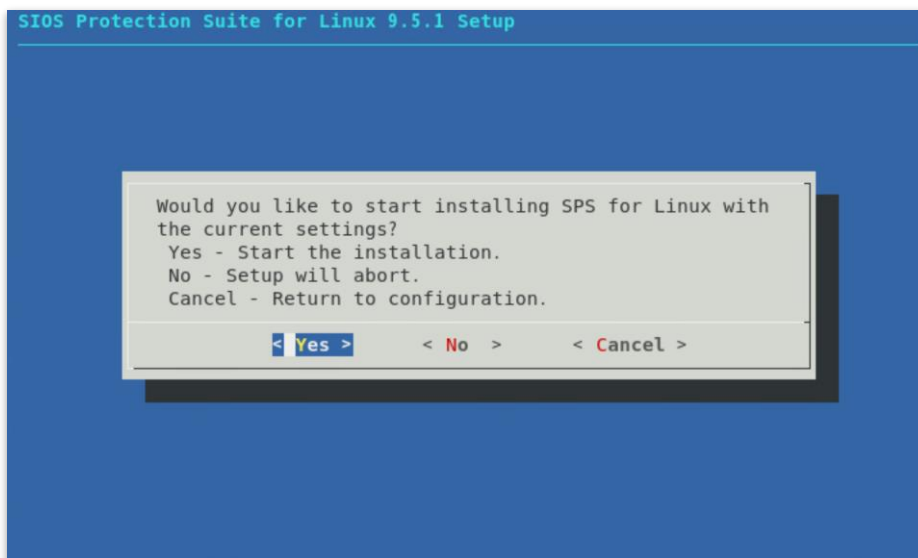 SIOS Protection Suite for Linux 9.5.1 Setup
Would you like to start installing SPS for Linux with
the current settings?
Yes - Start the installation.
No - Setup will abort.
Cancel - Return to configuration.
< Yes > < No > < Cancel >